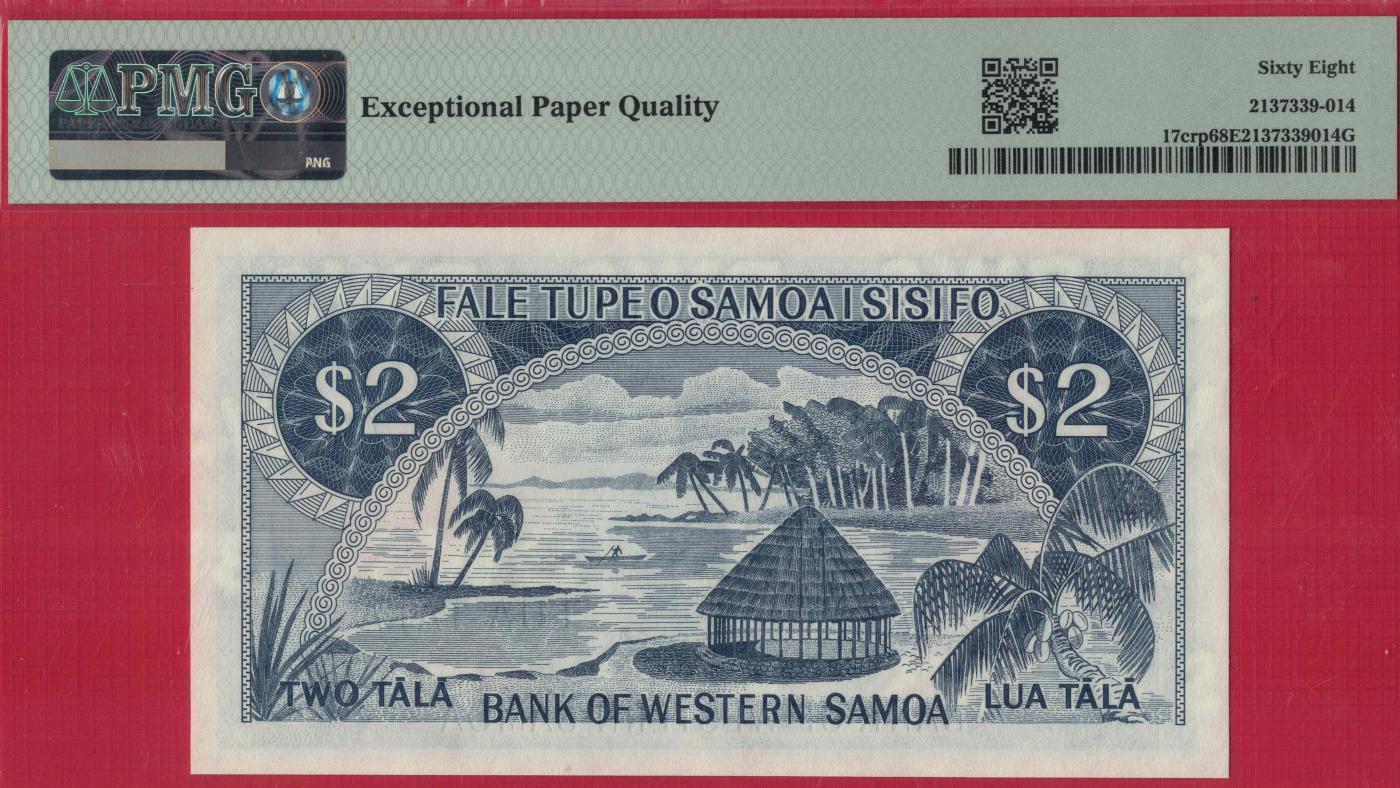 PMG
PNG
Exceptional Paper Quality
Sixty Eight
2137339-014
17crp68E2137339014G
FALE TUPE O SAMOA I SISIFO
$2
$2
TWO TĀLĀ
BANK OF WESTERN SAMOA
LUA TĀLĀ